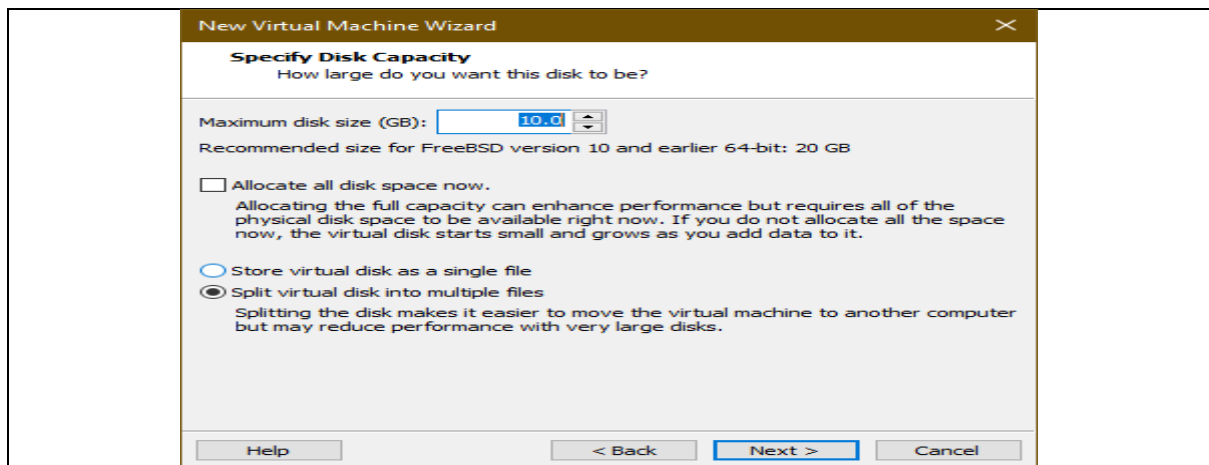 New Virtual Machine Wizard
Specify Disk Capacity
How large do you want this disk to be?
Maximum disk size (GB): 10.0
Recommended size for FreeBSD version 10 and earlier 64-bit: 20 GB
Allocate all disk space now.
Allocating the full capacity can enhance performance but requires all of the
physical disk space to be available right now. If you do not allocate all the space
now, the virtual disk starts small and grows as you add data to it.
Store virtual disk as a single file
Split virtual disk into multiple files
Splitting the disk makes it easier to move the virtual machine to another computer
but may reduce performance with very large disks.
Help < Back Next > Cancel